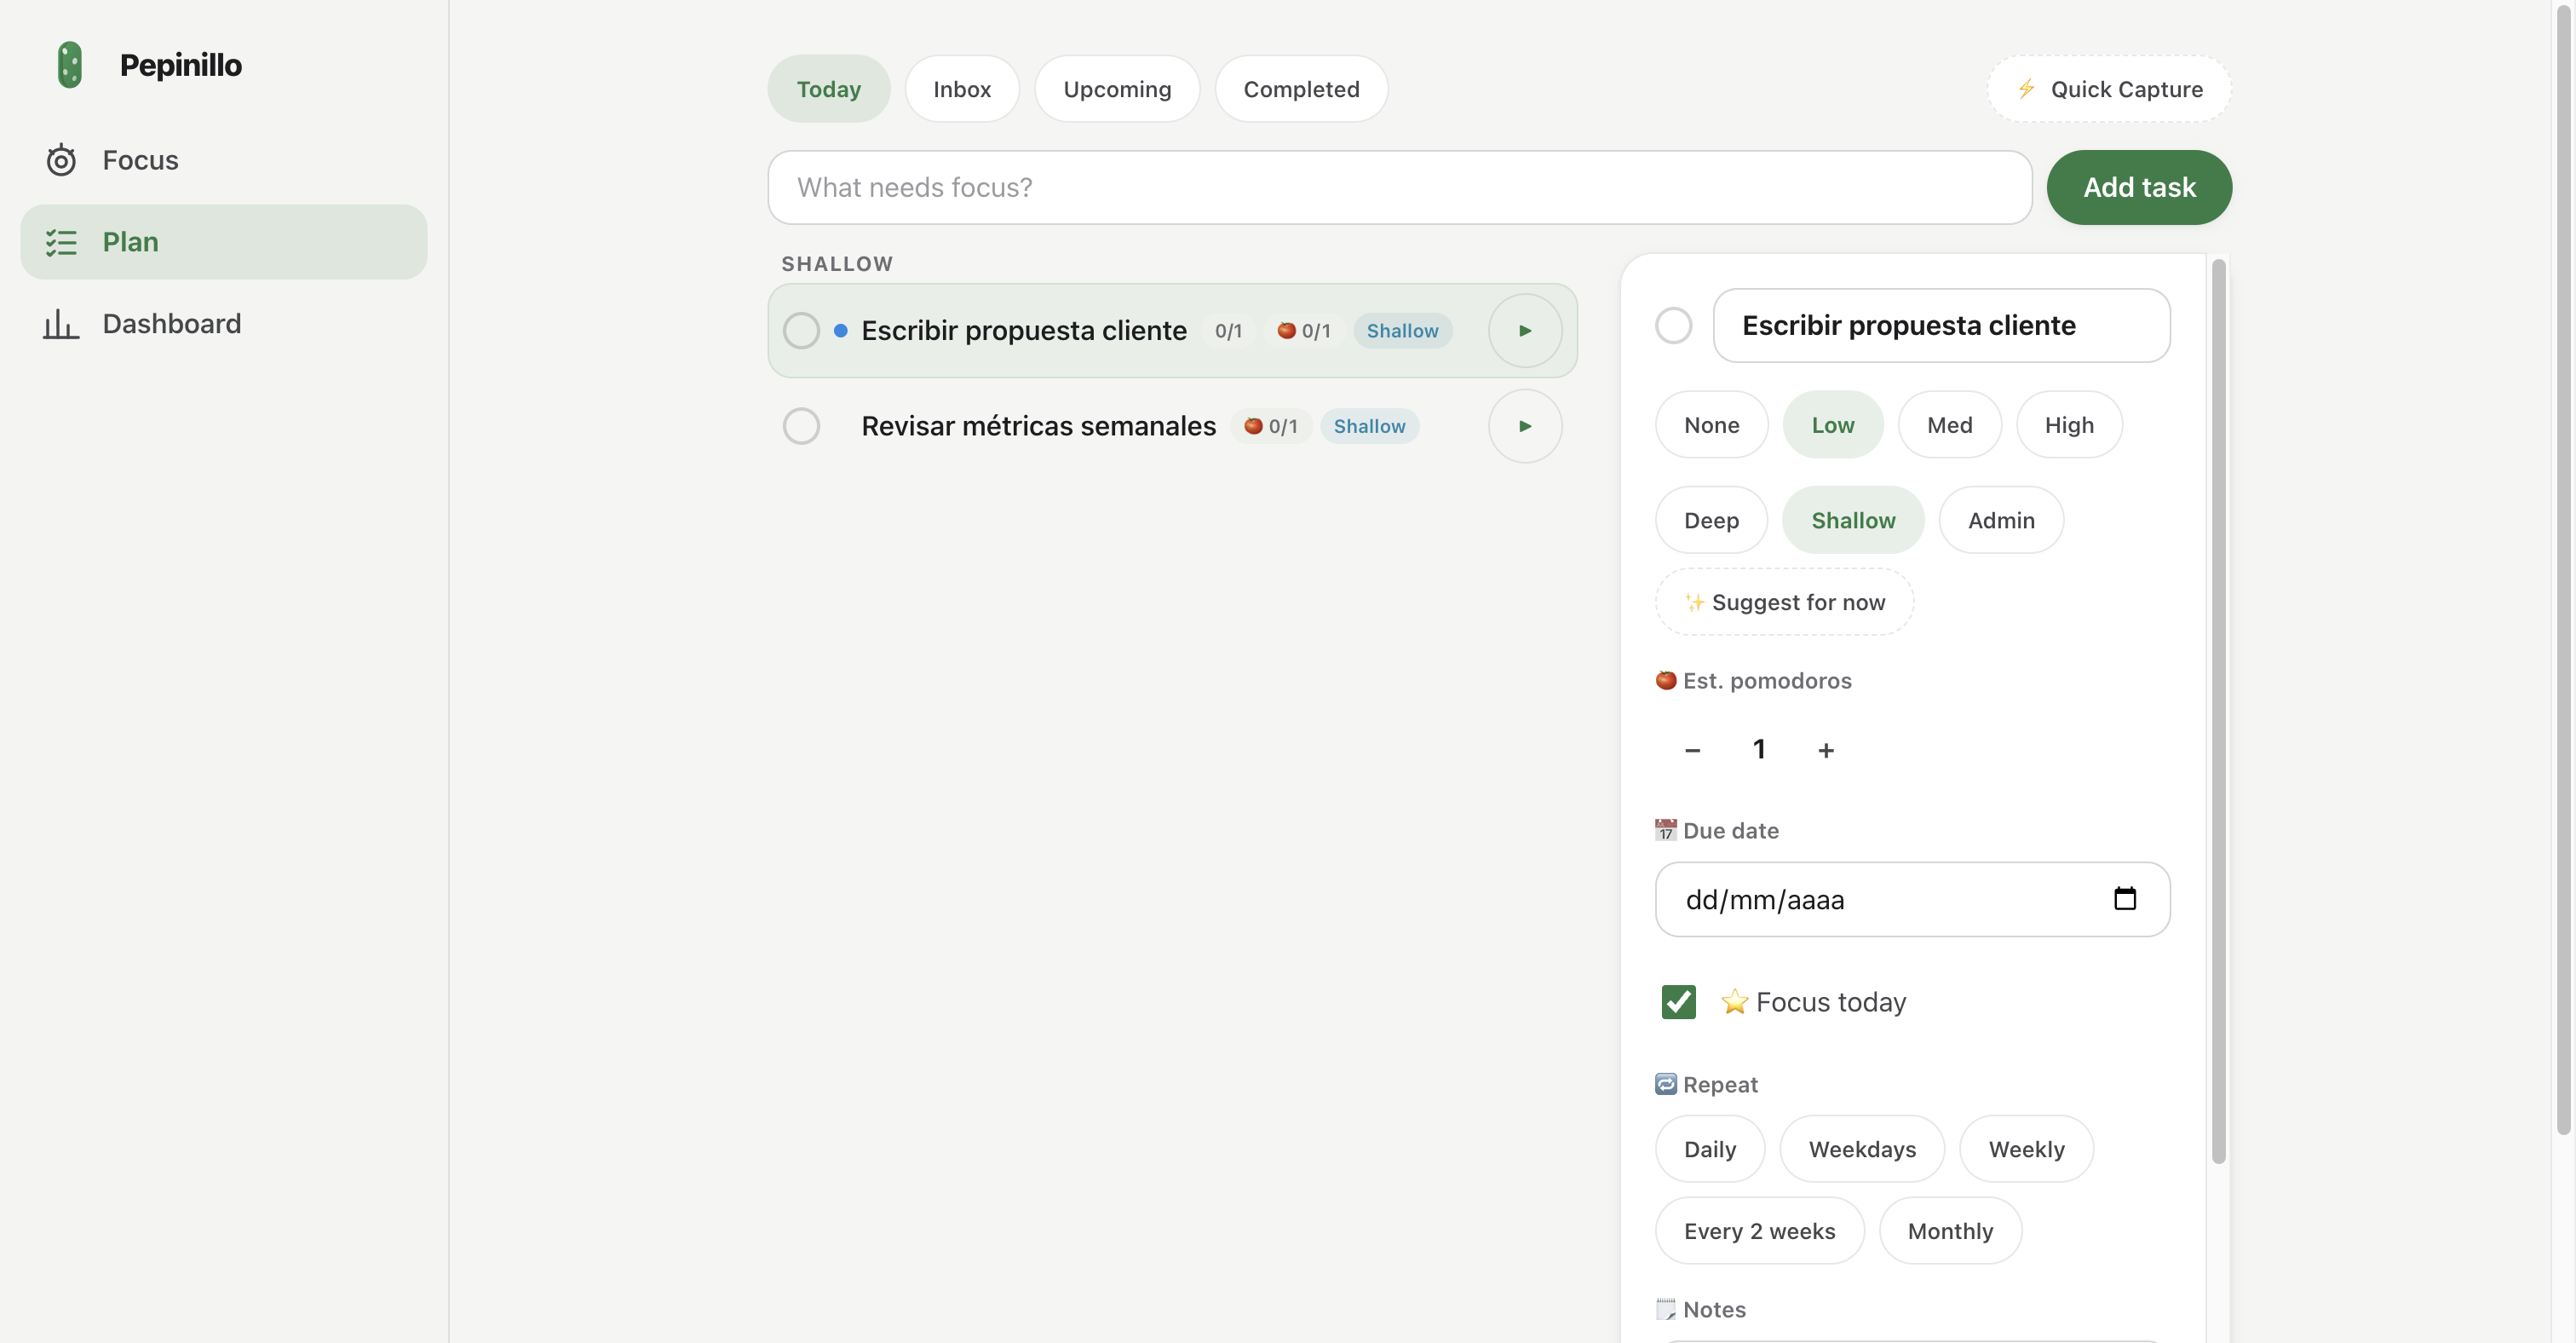 Pepinillo
Focus
Plan
Dashboard
Today Inbox Upcoming Completed
⚡ Quick Capture
What needs focus?
Add task
SHALLOW
Escribir propuesta cliente 0/1 🍅 0/1 Shallow
Revisar métricas semanales 🍅 0/1 Shallow
Escribir propuesta cliente
None Low Med High
Deep Shallow Admin
✨ Suggest for now
🍅 Est. pomodoros
– 1 +
📅 Due date
dd/mm/aaaa
⭐ Focus today
🔁 Repeat
Daily Weekdays Weekly
Every 2 weeks Monthly
🗒️ Notes